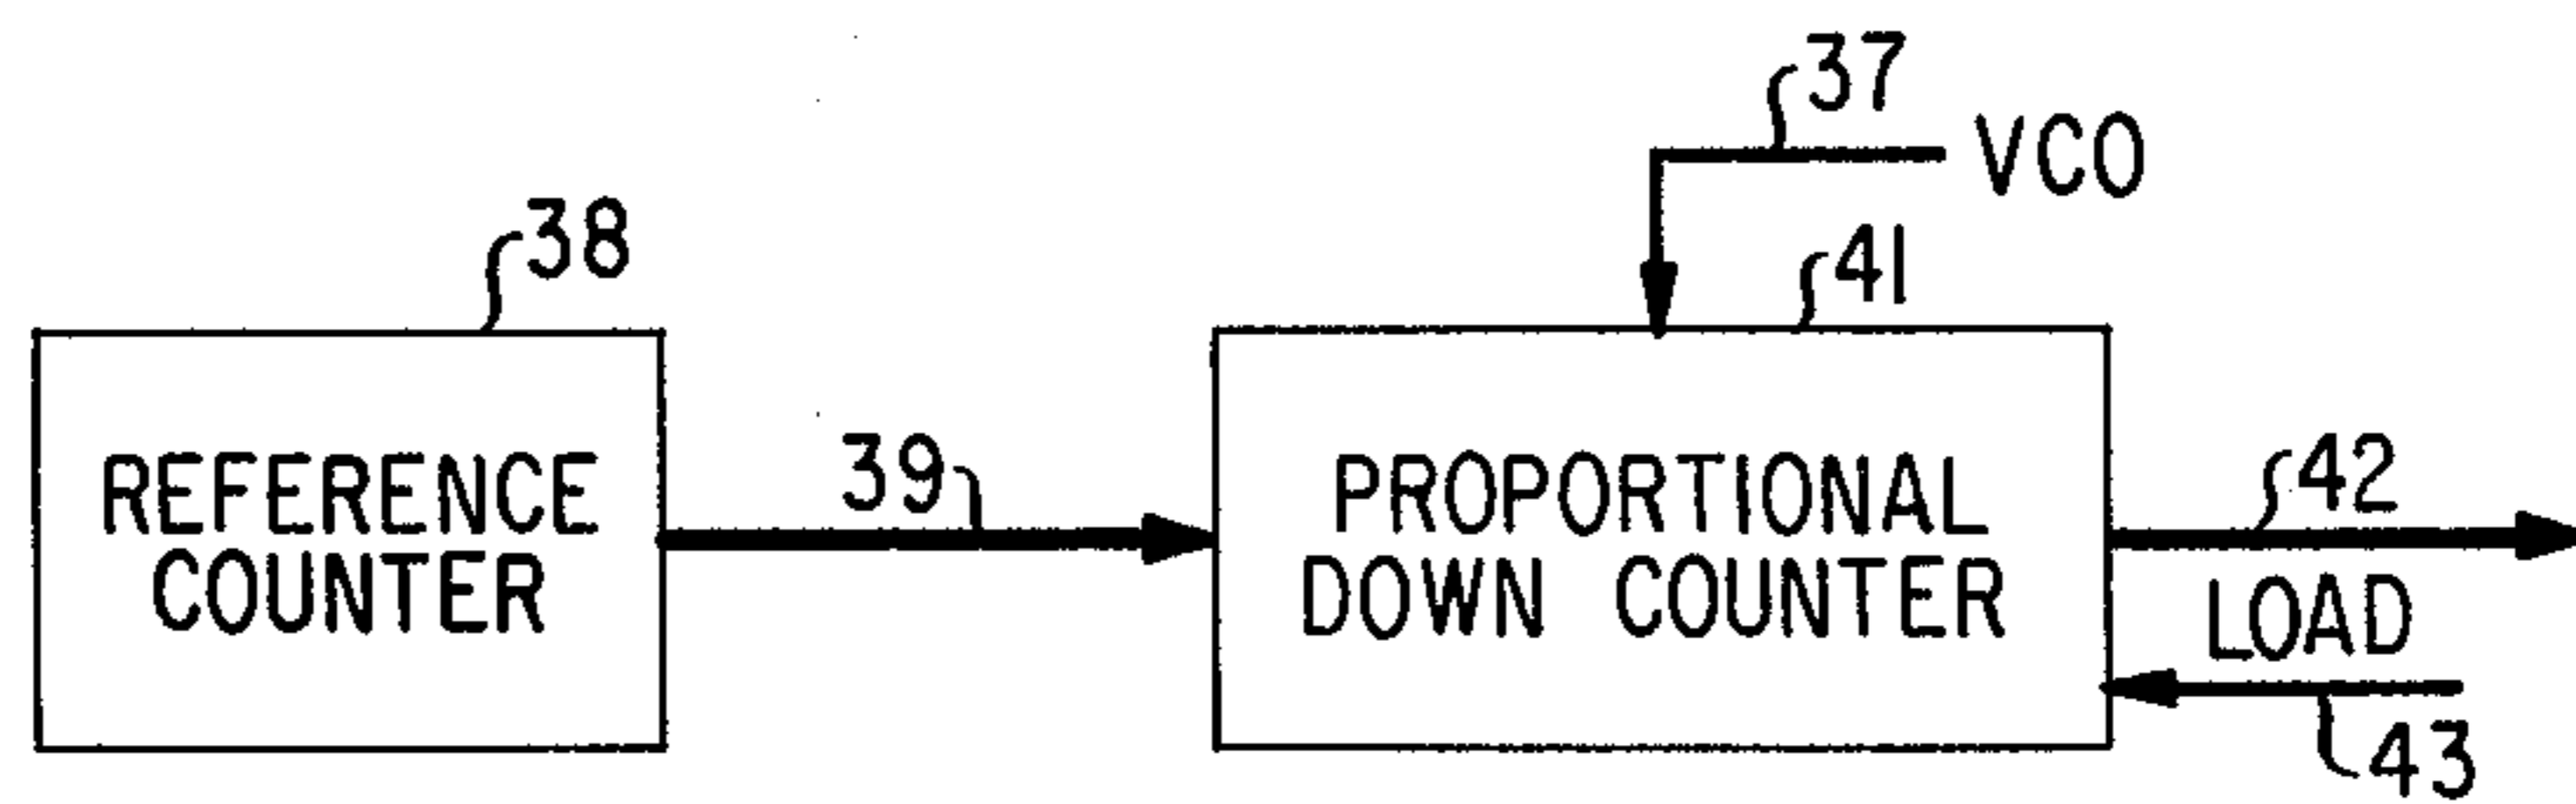 37
VCO
38
41
REFERENCE
COUNTER
39
PROPORTIONAL
DOWN COUNTER
42
LOAD
43